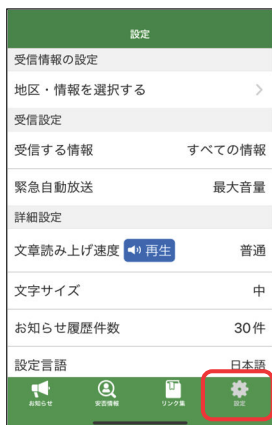 設定
受信情報の設定
地区・情報を選択する
受信設定
受信する情報 すべての情報
緊急自動放送 最大音量
詳細設定
文章読み上げ速度 再生 普通
文字サイズ 中
お知らせ履歴件数 30件
設定言語 日本語
お知らせ 安否情報 リンク集 設定